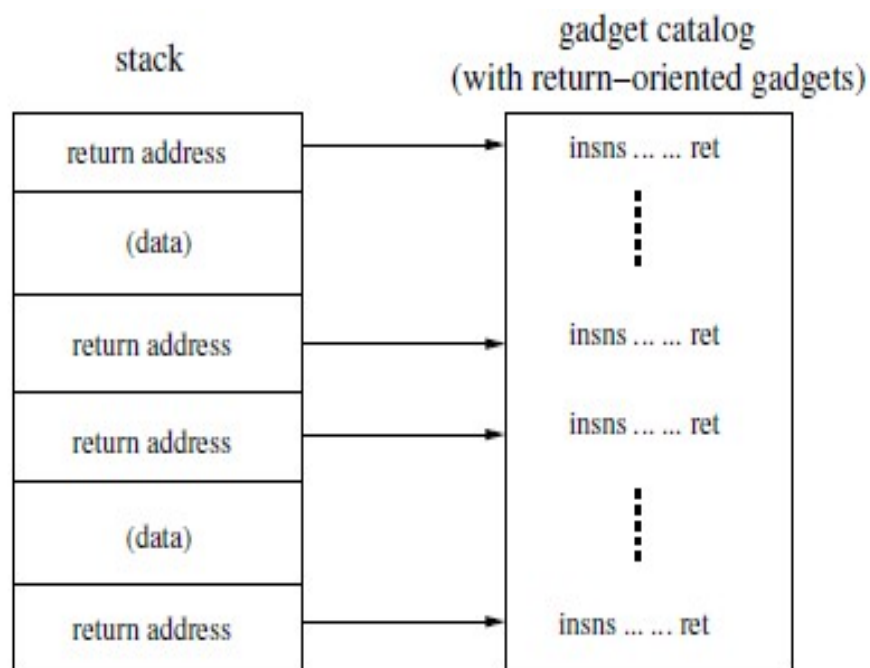 stack
gadget catalog
(with return–oriented gadgets)
return address
insns ... ... ret
(data)
return address
insns ... ... ret
return address
insns ... ... ret
(data)
return address
insns ... ... ret